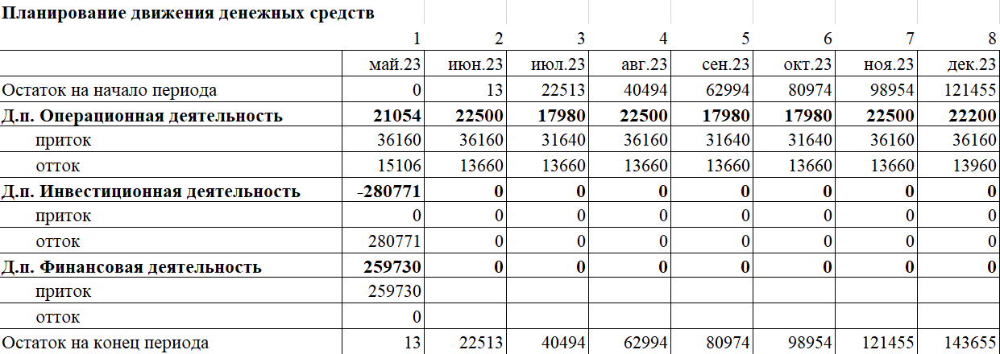 Планирование движения денежных средств
1 2 3 4 5 6 7 8
май.23 июн.23 июл.23 авг.23 сен.23 окт.23 ноя.23 дек.23
Остаток на начало периода 0 13 22513 40494 62994 80974 98954 121455
Д.п. Операционная деятельность 21054 22500 17980 22500 17980 17980 22500 22200
приток 36160 36160 31640 36160 31640 31640 36160 36160
отток 15106 13660 13660 13660 13660 13660 13660 13960
Д.п. Инвестиционная деятельность -280771 0 0 0 0 0 0 0
приток 0 0 0 0 0 0 0 0
отток 280771 0 0 0 0 0 0 0
Д.п. Финансовая деятельность 259730 0 0 0 0 0 0 0
приток 259730
отток 0
Остаток на конец периода 13 22513 40494 62994 80974 98954 121455 143655